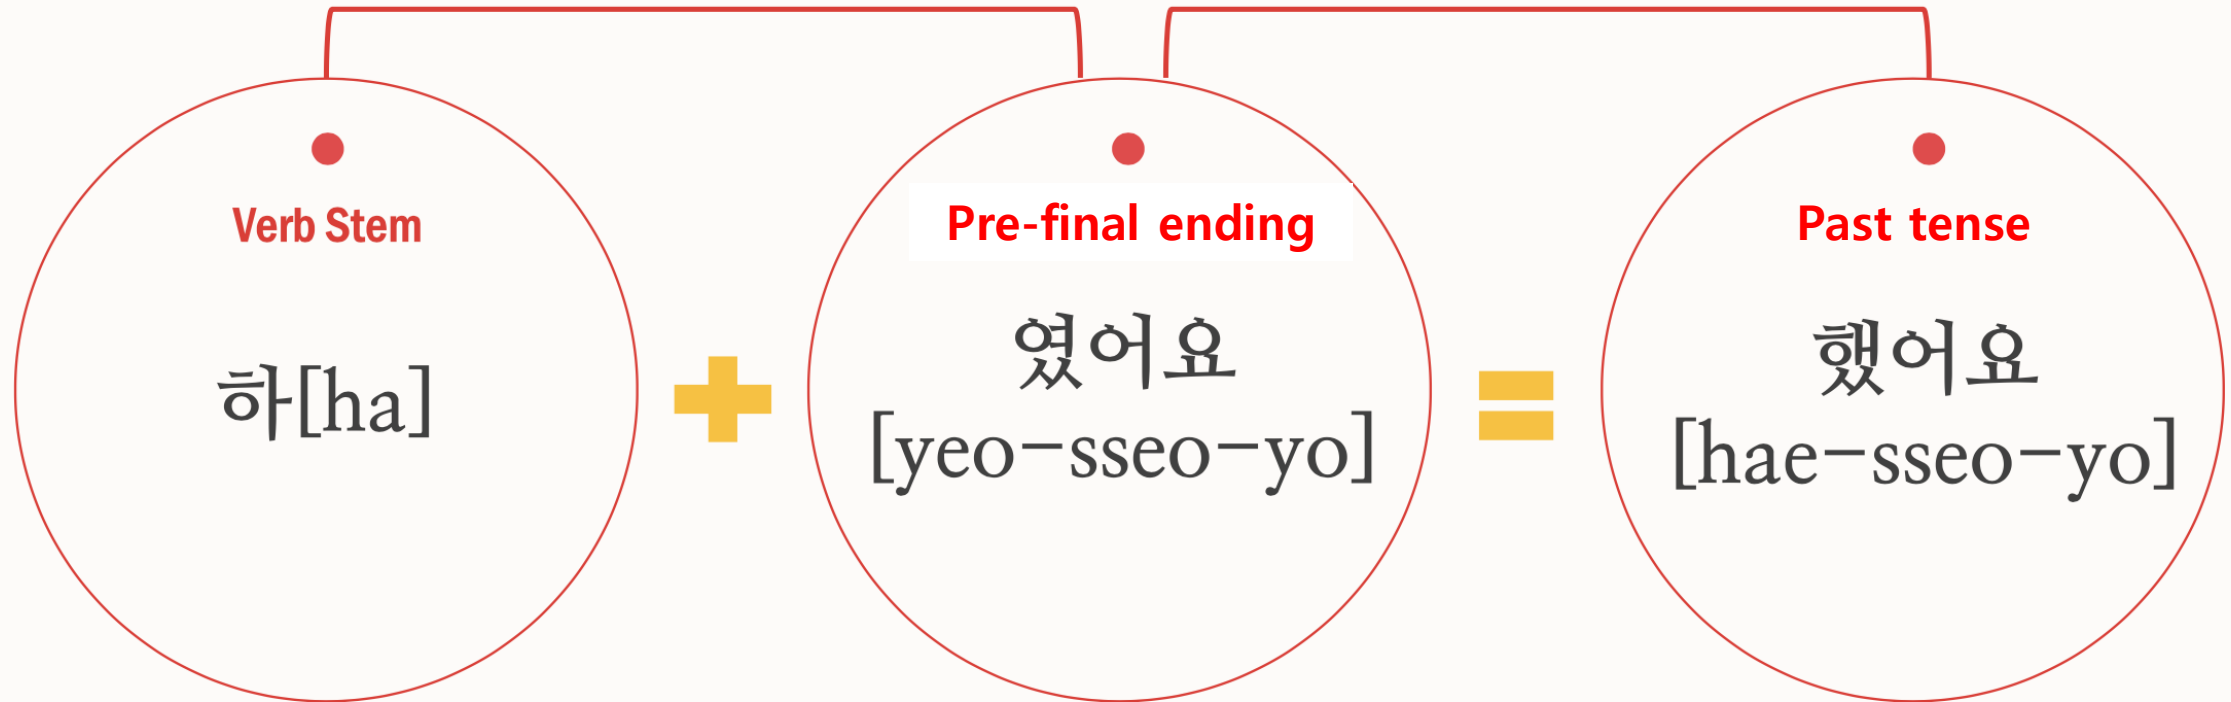 Verb Stem
하[ha]
Pre-final ending
였어요
[yeo-sseo-yo]
Past tense
했어요
[hae-sseo-yo]